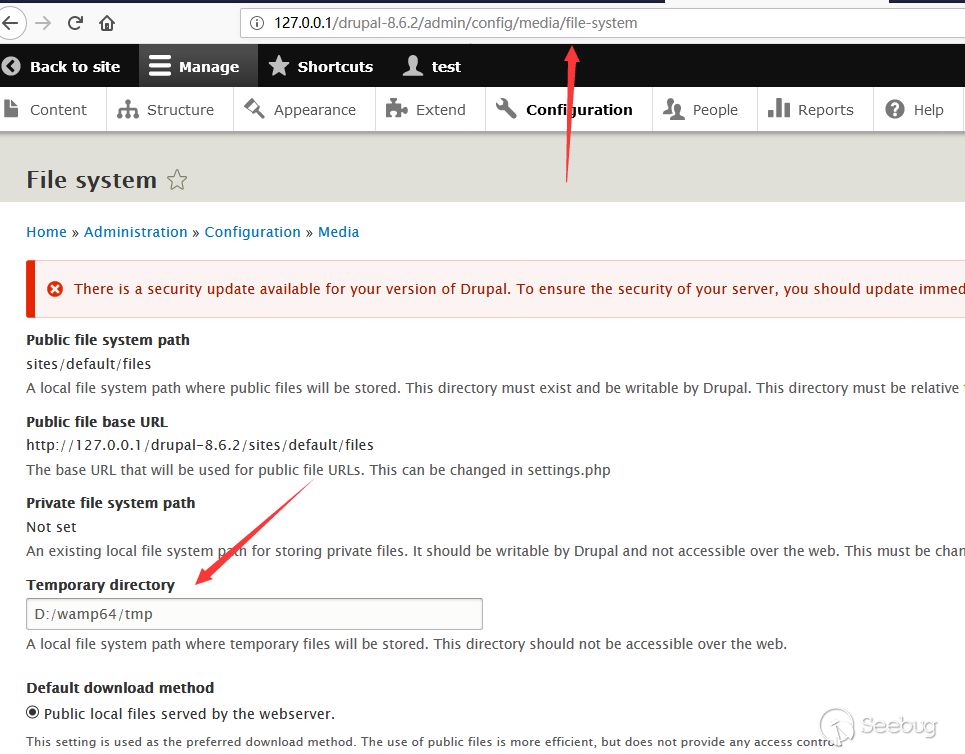 127.0.0.1/drupal-8.6.2/admin/config/media/file-system
Back to site Manage Shortcuts test
Content Structure Appearance Extend Configuration People Reports Help
File system
Home » Administration » Configuration » Media
There is a security update available for your version of Drupal. To ensure the security of your server, you should update immed
Public file system path
sites/default/files
A local file system path where public files will be stored. This directory must exist and be writable by Drupal. This directory must be relative
Public file base URL
http://127.0.0.1/drupal-8.6.2/sites/default/files
The base URL that will be used for public file URLs. This can be changed in settings.php
Private file system path
Not set
An existing local file system path for storing private files. It should be writable by Drupal and not accessible over the web. This must be chan
Temporary directory
D:/wamp64/tmp
A local file system path where temporary files will be stored. This directory should not be accessible over the web.
Default download method
Public local files served by the webserver.
This setting is used as the preferred download method. The use of public files is more efficient, but does not provide any access contro
Seebug